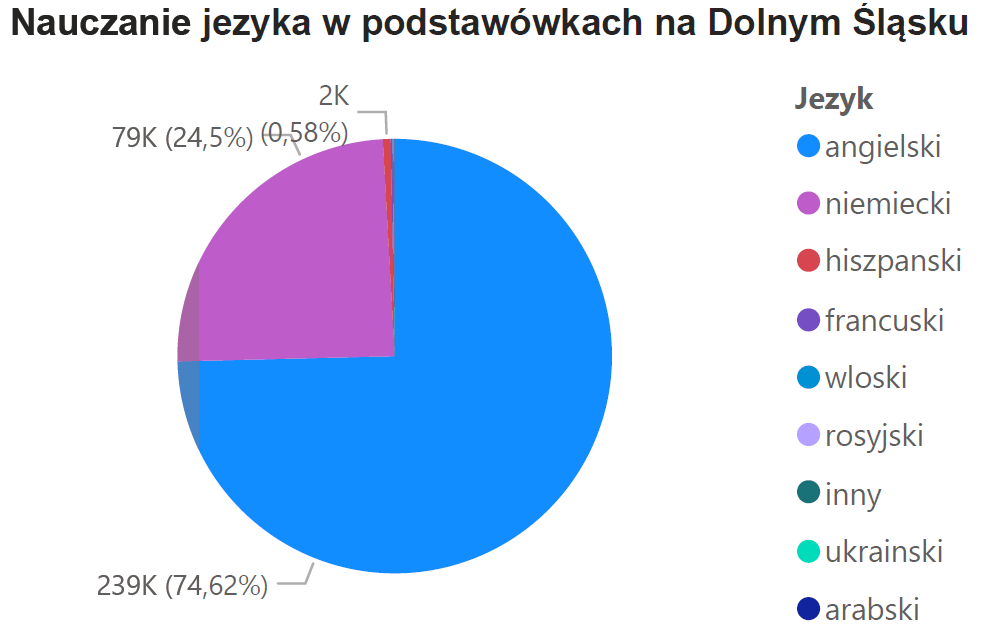 Nauczanie jezyka w podstawówkach na Dolnym Śląsku
2K
(0,58%)
79K (24,5%)
239K (74,62%)
Jezyk
angielski
niemiecki
hiszpanski
francuski
wloski
rosyjski
inny
ukrainski
arabski